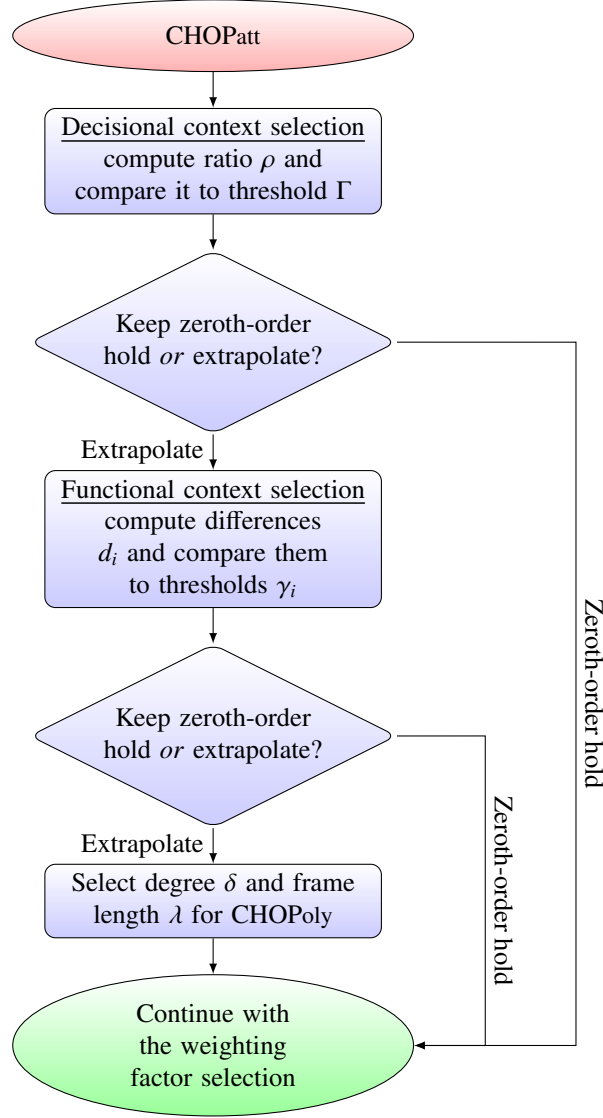 CHOPatt
Decisional context selection
compute ratio ρ and
compare it to threshold Γ
Keep zeroth-order
hold or extrapolate?
Extrapolate
Functional context selection
compute differences
d_i and compare them
to thresholds γ_i
Zeroth-order hold
Keep zeroth-order
hold or extrapolate?
Zeroth-order hold
Extrapolate
Select degree δ and frame
length λ for CHOPoly
Continue with
the weighting
factor selection